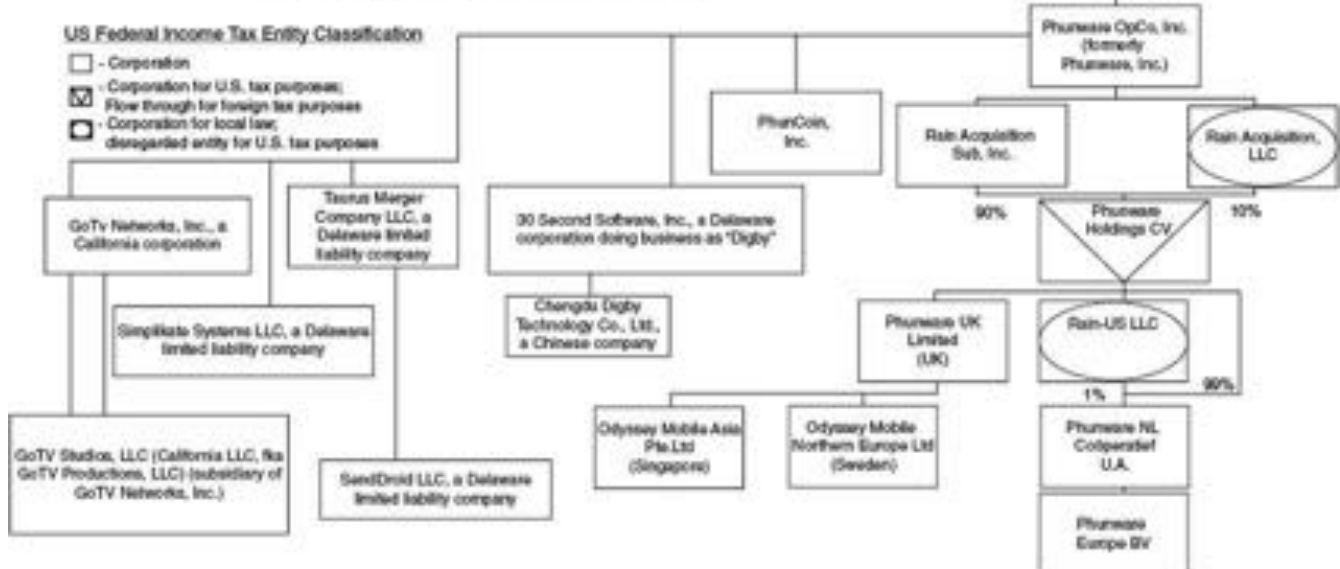 US Federal Income Tax Entity Classification
- Corporation
- Corporation for U.S. tax purposes;
Flow through for foreign tax purposes
- Corporation for local law;
disregarded entity for U.S. tax purposes
Phunware OpCo, Inc.
(formerly
Phunware, Inc.)
PhunCoin,
Inc.
Rain Acquisition
Sub, Inc.
Rain Acquisition,
LLC
GoTv Networks, Inc., a
California corporation
Taurus Merger
Company LLC, a
Delaware limited
liability company
30 Second Software, Inc., a Delaware
corporation doing business as "Digby"
90%
Phunware
Holdings CV
10%
Simplikate Systems LLC, a Delaware
limited liability company
Chengdu Digby
Technology Co., Ltd.,
a Chinese company
Phunware UK
Limited
(UK)
Rain-US LLC
1%
99%
GoTV Studios, LLC (California LLC, fka
GoTV Productions, LLC) (subsidiary of
GoTV Networks, Inc.)
SendDroid LLC, a Delaware
limited liability company
Odyssey Mobile Asia
Pte.Ltd
(Singapore)
Odyssey Mobile
Northern Europe Ltd
(Sweden)
Phunware NL
Coöperatief
U.A.
Phunware
Europe BV